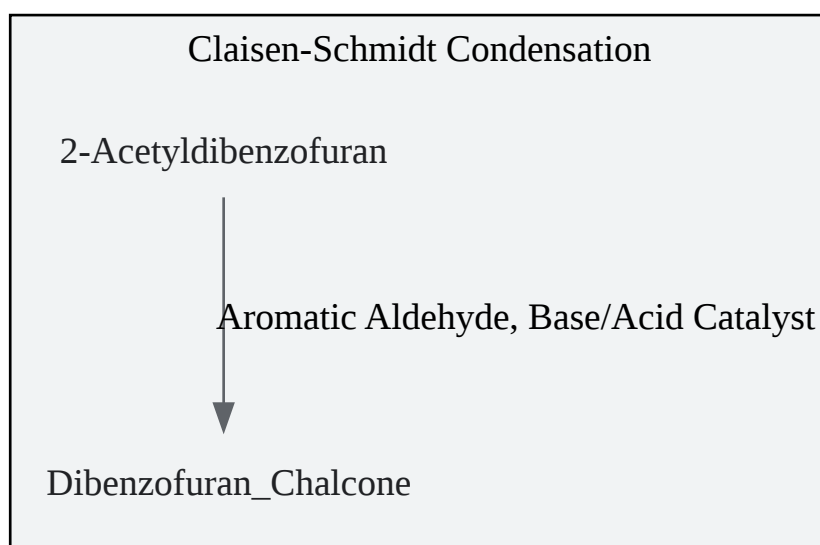 Claisen-Schmidt Condensation
2-Acetyldibenzofuran
Aromatic Aldehyde, Base/Acid Catalyst
Dibenzofuran_Chalcone